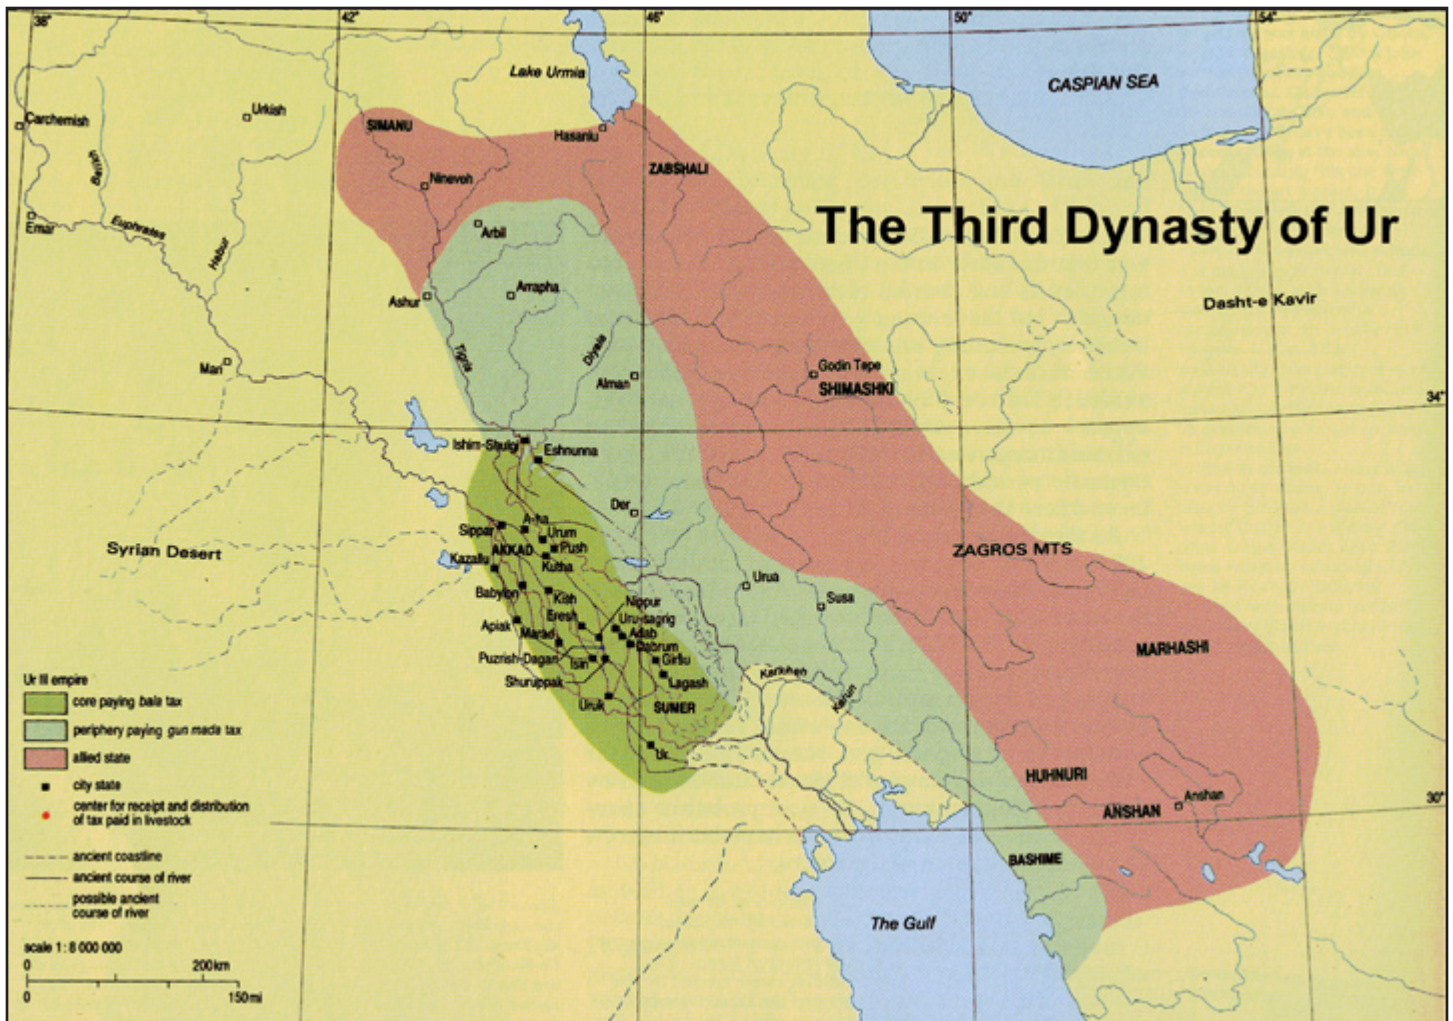 38°
42°
46°
50°
54°
Lake Urmia
CASPIAN SEA
Carchemish
Urkish
SIMANU
Hasanlu
Balikh
Nineveh
ZABSHALI
The Third Dynasty of Ur
Emar
Euphrates
Habur
Arbil
Ashur
Arrapha
Dasht-e Kavir
Tigris
Diyala
Mari
Alman
Godin Tepe
SHIMASHKI
34°
Ishim-Shulgi
Eshnunna
Der
Sippar
A-ha
Urum
Push
Syrian Desert
AKKAD
Kazallu
Kutha
ZAGROS MTS
Urua
Babylon
Kish
Nippur
Susa
Apiak
Eresh
Uru-sagrig
Marad
Adab
Dabrum
MARHASHI
Puzrish-Dagan
Isin
Girsu
Shuruppak
Lagash
Karkheh
Uruk
SUMER
Karun
Ur
HUHNURI
30°
Anshan
ANSHAN
BASHIME
The Gulf
Ur III empire
core paying bala tax
periphery paying gun mada tax
allied state
city state
center for receipt and distribution
of tax paid in livestock
ancient coastline
ancient course of river
possible ancient
course of river
scale 1: 8 000 000
0
200km
0
150mi